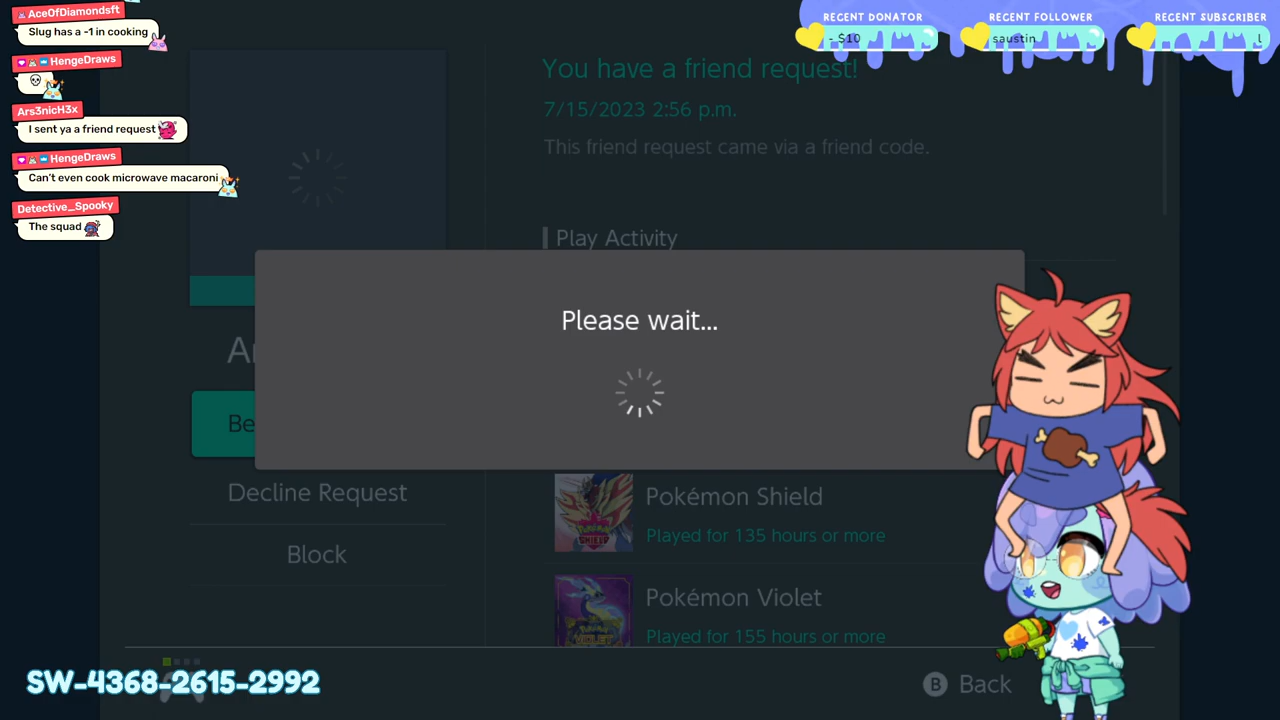 AceOfDiamondsft
Slug has a -1 in cooking
HengeDraws
Ars3nicH3x
I sent ya a friend request
HengeDraws
Can't even cook microwave macaroni
Detective_Spooky
The squad
RECENT DONATOR
- $10
RECENT FOLLOWER
saustin
RECENT SUBSCRIBER
l
You have a friend request!
7/15/2023 2:56 p.m.
This friend request came via a friend code.
Play Activity
Please wait...
Ar
Be
Decline Request
Block
Pokémon Shield
Played for 135 hours or more
Pokémon Violet
Played for 155 hours or more
SW-4368-2615-2992
B Back